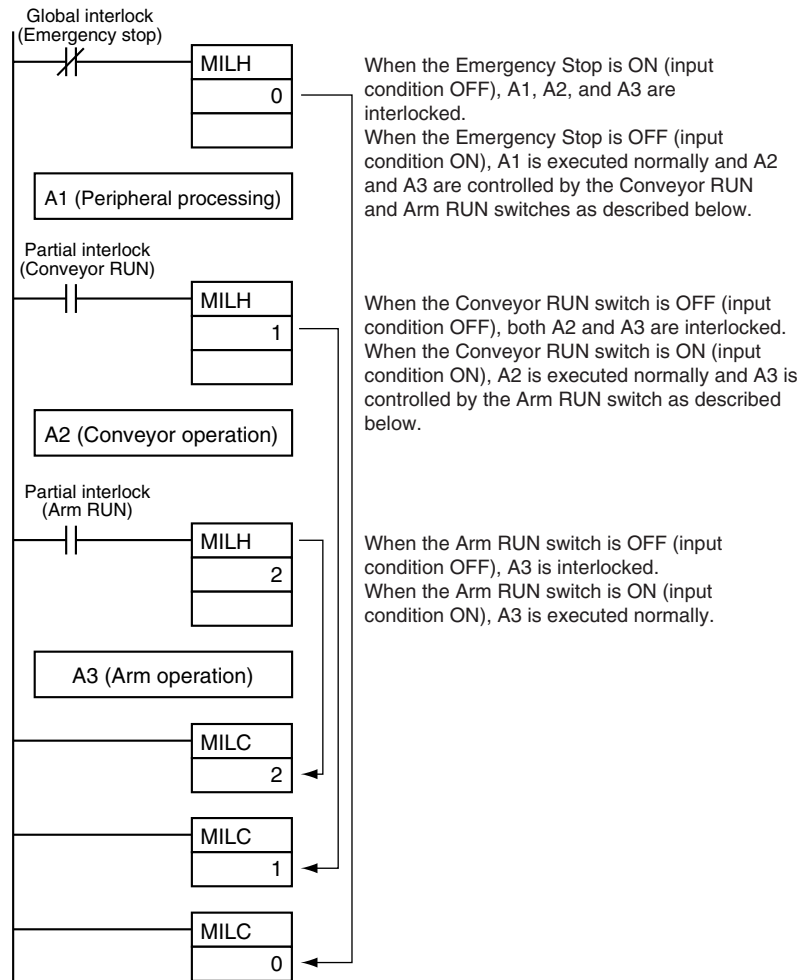 Global interlock
(Emergency stop)
MILH
0
When the Emergency Stop is ON (input
condition OFF), A1, A2, and A3 are
interlocked.
When the Emergency Stop is OFF (input
condition ON), A1 is executed normally and A2
and A3 are controlled by the Conveyor RUN
and Arm RUN switches as described below.
A1 (Peripheral processing)
Partial interlock
(Conveyor RUN)
MILH
1
When the Conveyor RUN switch is OFF (input
condition OFF), both A2 and A3 are interlocked.
When the Conveyor RUN switch is ON (input
condition ON), A2 is executed normally and A3 is
controlled by the Arm RUN switch as described
below.
A2 (Conveyor operation)
Partial interlock
(Arm RUN)
MILH
2
When the Arm RUN switch is OFF (input
condition OFF), A3 is interlocked.
When the Arm RUN switch is ON (input
condition ON), A3 is executed normally.
A3 (Arm operation)
MILC
2
MILC
1
MILC
0